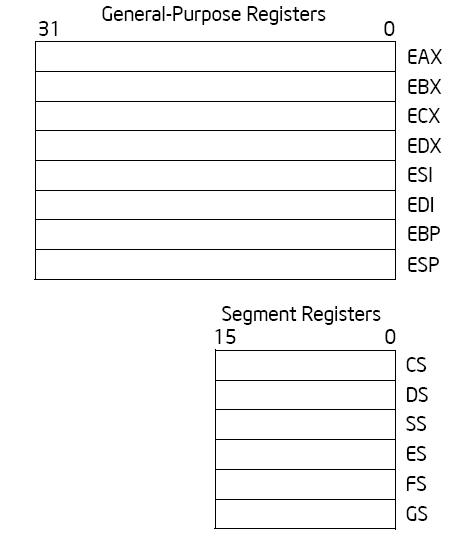 General-Purpose Registers
31 0
EAX
EBX
ECX
EDX
ESI
EDI
EBP
ESP
Segment Registers
15 0
CS
DS
SS
ES
FS
GS